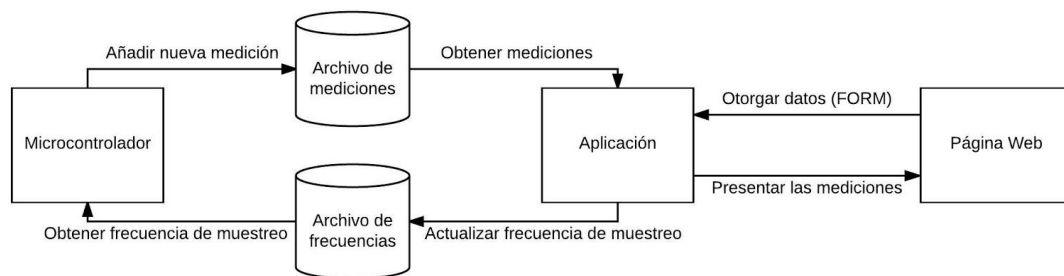 Añadir nueva medición
Obtener mediciones
Archivo de
mediciones
Otorgar datos (FORM)
Microcontrolador
Aplicación
Página Web
Presentar las mediciones
Archivo de
frecuencias
Obtener frecuencia de muestreo
Actualizar frecuencia de muestreo